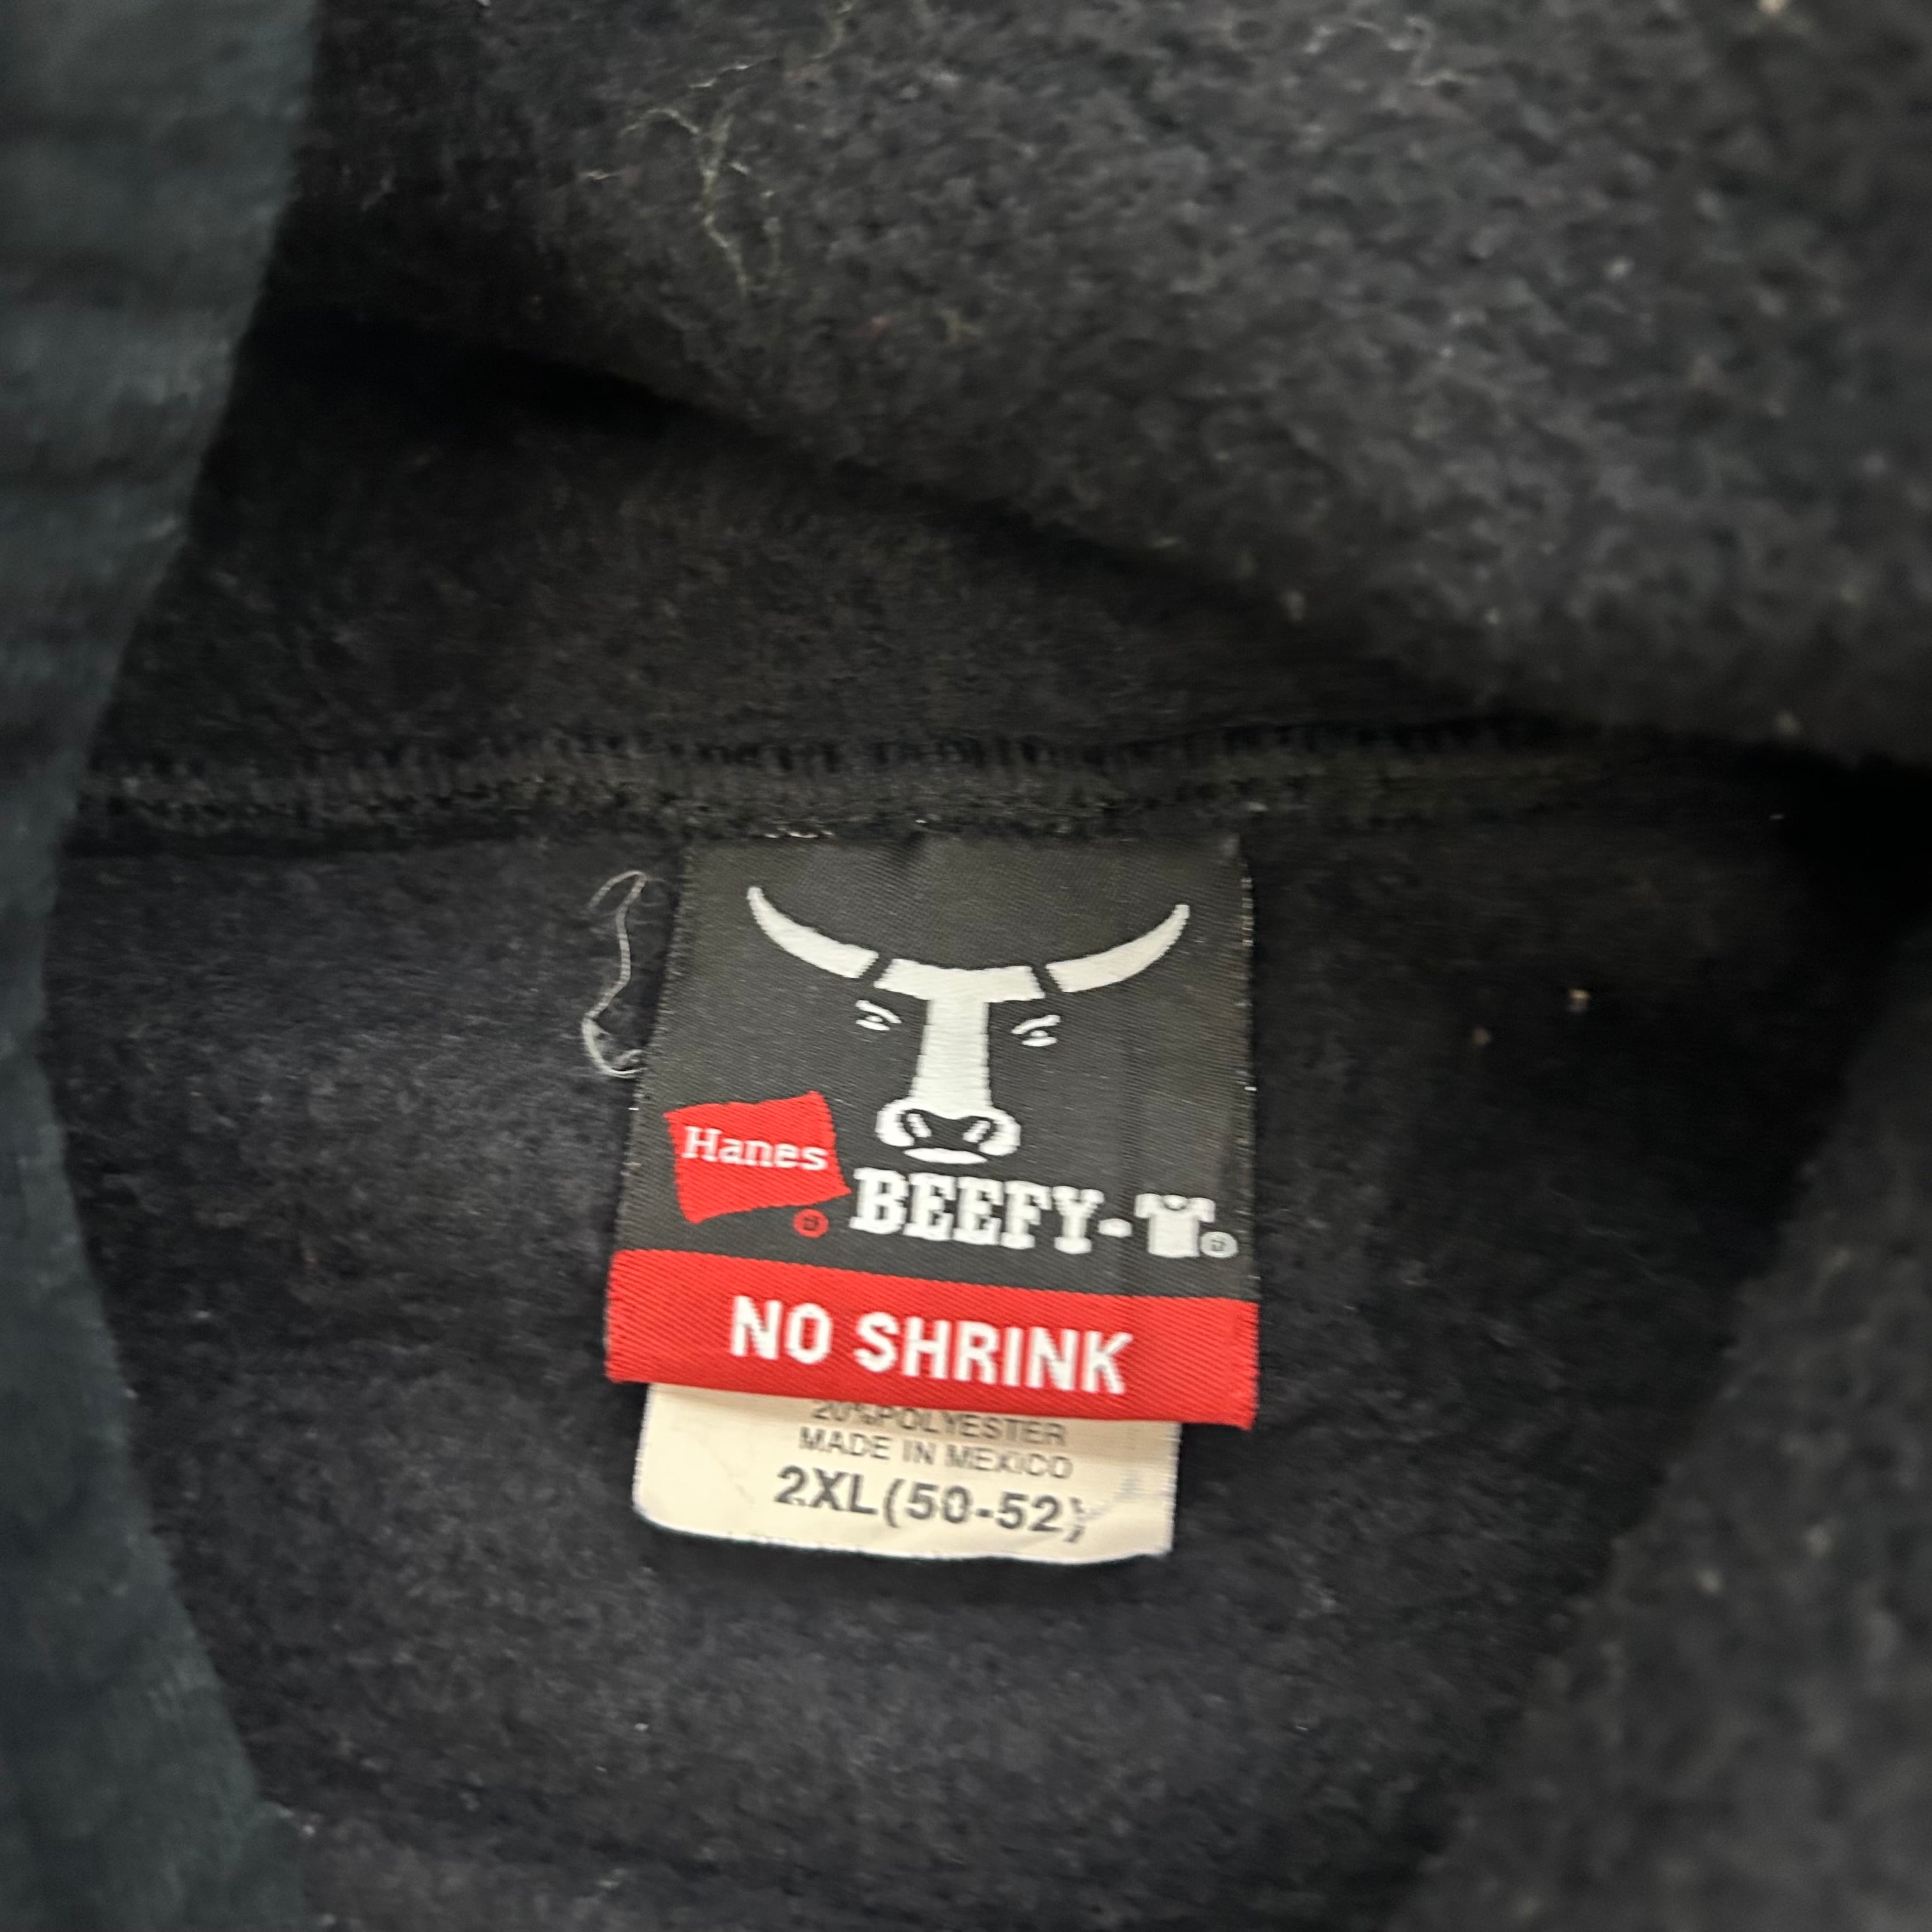 Hanes
BEEFY-
NO SHRINK
20%POLYESTER
MADE IN MEXICO
2XL(50-52)